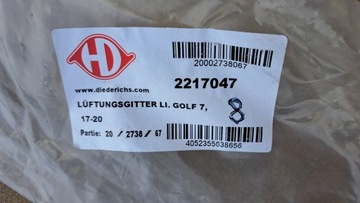 HD
20002738067
www.diederichs.com
2217047
LÜFTUNGSGITTER LI. GOLF 7,
17-20
8
Partie: 20 / 2738 / 67
4052355638656